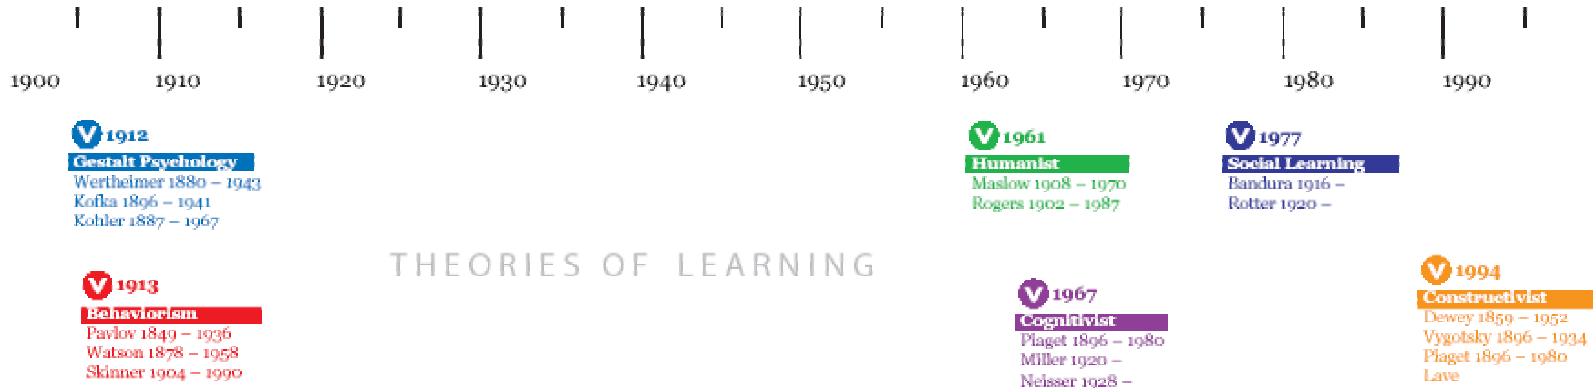 1900 1910 1920 1930 1940 1950 1960 1970 1980 1990
V 1912
Gestalt Psychology
Wertheimer 1880 – 1943
Kofka 1896 – 1941
Kohler 1887 – 1967
V 1961
Humanist
Maslow 1908 – 1970
Rogers 1902 – 1987
V 1977
Social Learning
Bandura 1916 –
Rotter 1920 –
THEORIES OF LEARNING
V 1913
Behaviorism
Pavlov 1849 – 1936
Watson 1878 – 1958
Skinner 1904 – 1990
V 1967
Cognitivist
Piaget 1896 – 1980
Miller 1920 –
Neisser 1928 –
V 1994
Constructivist
Dewey 1859 – 1952
Vygotsky 1896 – 1934
Piaget 1896 – 1980
Lave